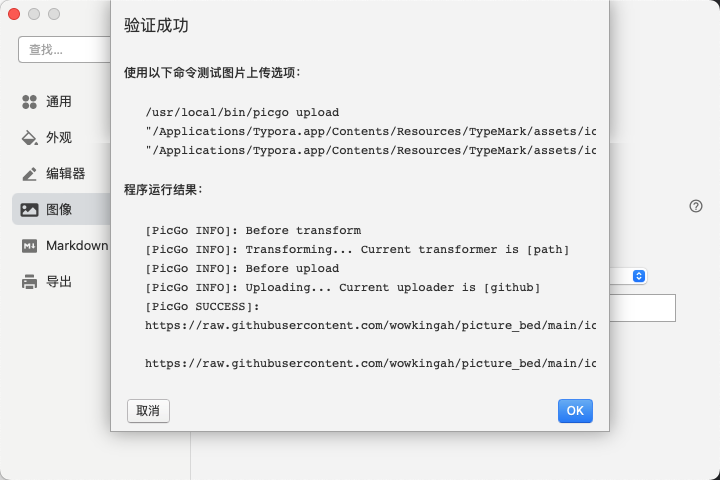 验证成功
查找...
使用以下命令测试图片上传选项：
通用
/usr/local/bin/picgo upload
"/Applications/Typora.app/Contents/Resources/TypeMark/assets/ic
外观
"/Applications/Typora.app/Contents/Resources/TypeMark/assets/ic
编辑器
程序运行结果：
图像
[PicGo INFO]: Before transform
Markdown
[PicGo INFO]: Transforming... Current transformer is [path]
[PicGo INFO]: Before upload
导出
[PicGo INFO]: Uploading... Current uploader is [github]
[PicGo SUCCESS]:
https://raw.githubusercontent.com/wowkingah/picture_bed/main/ic
https://raw.githubusercontent.com/wowkingah/picture_bed/main/ic
取消
OK